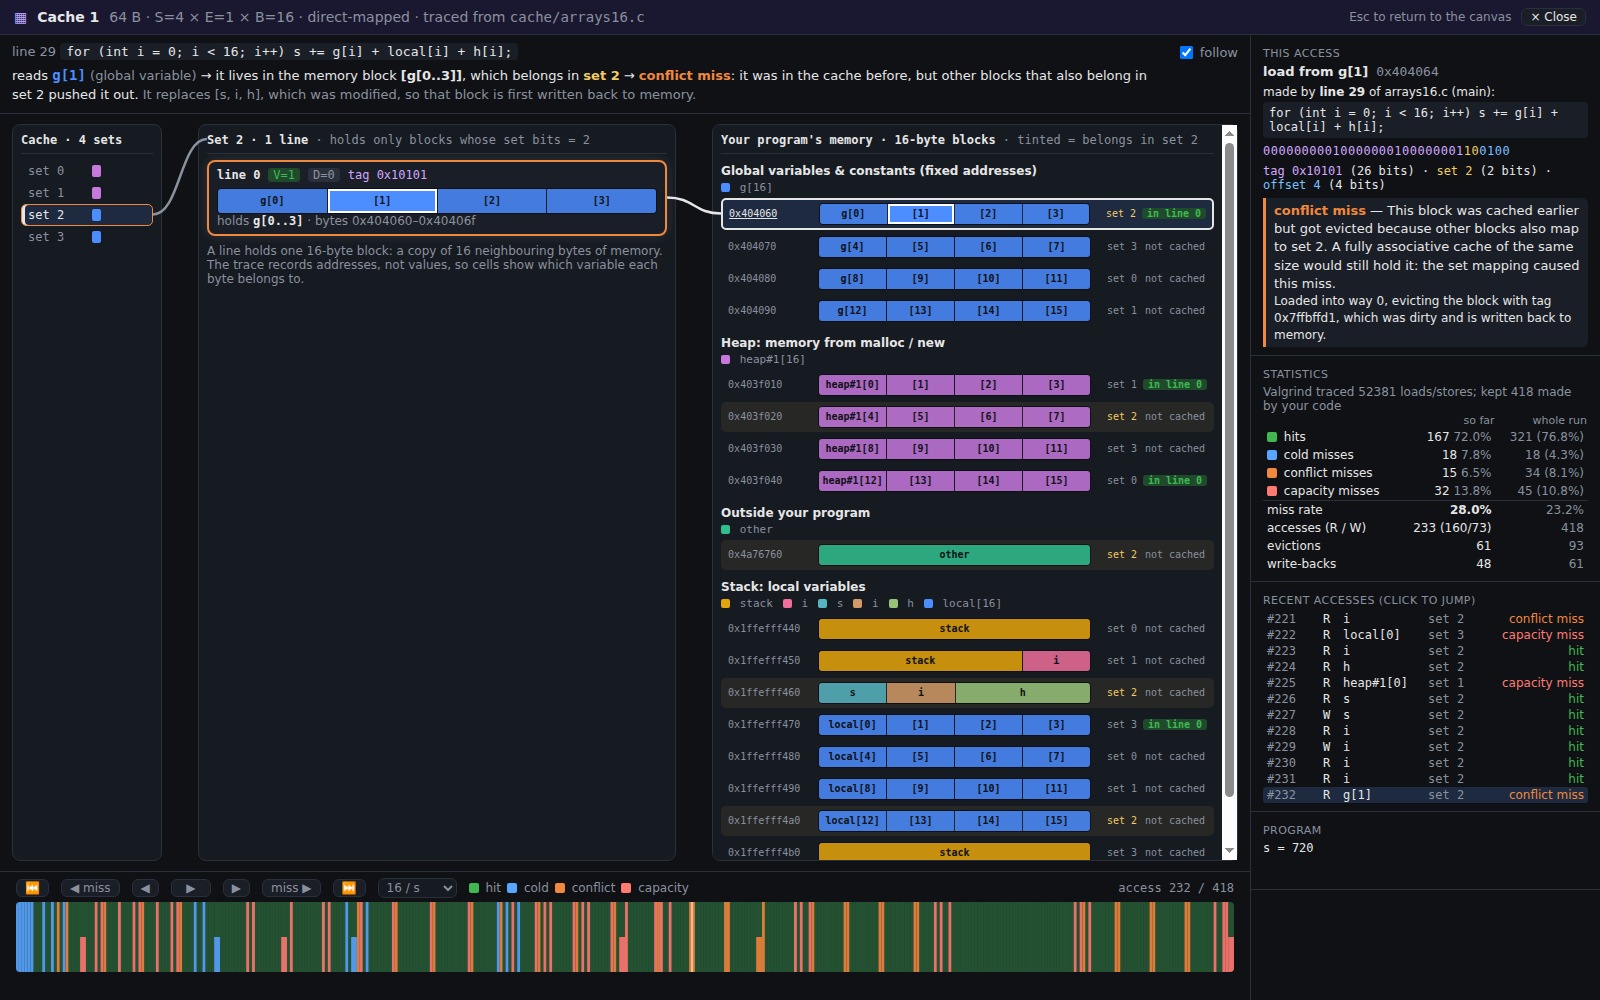 ▦ Cache 1 64 B · S=4 × E=1 × B=16 · direct-mapped · traced from cache/arrays16.c
Esc to return to the canvas × Close
line 29 for (int i = 0; i < 16; i++) s += g[i] + local[i] + h[i];
follow
reads g[1] (global variable) → it lives in the memory block [g[0..3]], which belongs in set 2 → conflict miss: it was in the cache before, but other blocks that also belong in
set 2 pushed it out. It replaces [s, i, h], which was modified, so that block is first written back to memory.
Cache · 4 sets
set 0
set 1
set 2
set 3
Set 2 · 1 line · holds only blocks whose set bits = 2
line 0 V=1 D=0 tag 0x10101
g[0] [1] [2] [3]
holds g[0..3] · bytes 0x404060–0x40406f
A line holds one 16-byte block: a copy of 16 neighbouring bytes of memory.
The trace records addresses, not values, so cells show which variable each
byte belongs to.
Your program's memory · 16-byte blocks · tinted = belongs in set 2
Global variables & constants (fixed addresses)
g[16]
0x404060 g[0] [1] [2] [3] set 2 in line 0
0x404070 g[4] [5] [6] [7] set 3 not cached
0x404080 g[8] [9] [10] [11] set 0 not cached
0x404090 g[12] [13] [14] [15] set 1 not cached
Heap: memory from malloc / new
heap#1[16]
0x403f010 heap#1[0] [1] [2] [3] set 1 in line 0
0x403f020 heap#1[4] [5] [6] [7] set 2 not cached
0x403f030 heap#1[8] [9] [10] [11] set 3 not cached
0x403f040 heap#1[12] [13] [14] [15] set 0 in line 0
Outside your program
other
0x4a76760 other set 2 not cached
Stack: local variables
stack i s i h local[16]
0x1ffefff440 stack set 0 not cached
0x1ffefff450 stack i set 1 not cached
0x1ffefff460 s i h set 2 not cached
0x1ffefff470 local[0] [1] [2] [3] set 3 in line 0
0x1ffefff480 local[4] [5] [6] [7] set 0 not cached
0x1ffefff490 local[8] [9] [10] [11] set 1 not cached
0x1ffefff4a0 local[12] [13] [14] [15] set 2 not cached
0x1ffefff4b0 stack set 3 not cached
⏪ ◀ miss ◀ ▶ ▶ miss ▶ ⏩ 16 / s hit cold conflict capacity
access 232 / 418
THIS ACCESS
load from g[1] 0x404064
made by line 29 of arrays16.c (main):
for (int i = 0; i < 16; i++) s += g[i] +
local[i] + h[i];
00000000010000000100000001100100
tag 0x10101 (26 bits) · set 2 (2 bits) ·
offset 4 (4 bits)
conflict miss — This block was cached earlier
but got evicted because other blocks also map
to set 2. A fully associative cache of the same
size would still hold it: the set mapping caused
this miss.
Loaded into way 0, evicting the block with tag
0x7ffbffd1, which was dirty and is written back to
memory.
STATISTICS
Valgrind traced 52381 loads/stores; kept 418 made
by your code
so far whole run
hits 167 72.0% 321 (76.8%)
cold misses 18 7.8% 18 (4.3%)
conflict misses 15 6.5% 34 (8.1%)
capacity misses 32 13.8% 45 (10.8%)
miss rate 28.0% 23.2%
accesses (R / W) 233 (160/73) 418
evictions 61 93
write-backs 48 61
RECENT ACCESSES (CLICK TO JUMP)
#221 R i set 2 conflict miss
#222 R local[0] set 3 capacity miss
#223 R i set 2 hit
#224 R h set 2 hit
#225 R heap#1[0] set 1 capacity miss
#226 R s set 2 hit
#227 W s set 2 hit
#228 R i set 2 hit
#229 W i set 2 hit
#230 R i set 2 hit
#231 R i set 2 hit
#232 R g[1] set 2 conflict miss
PROGRAM
s = 720